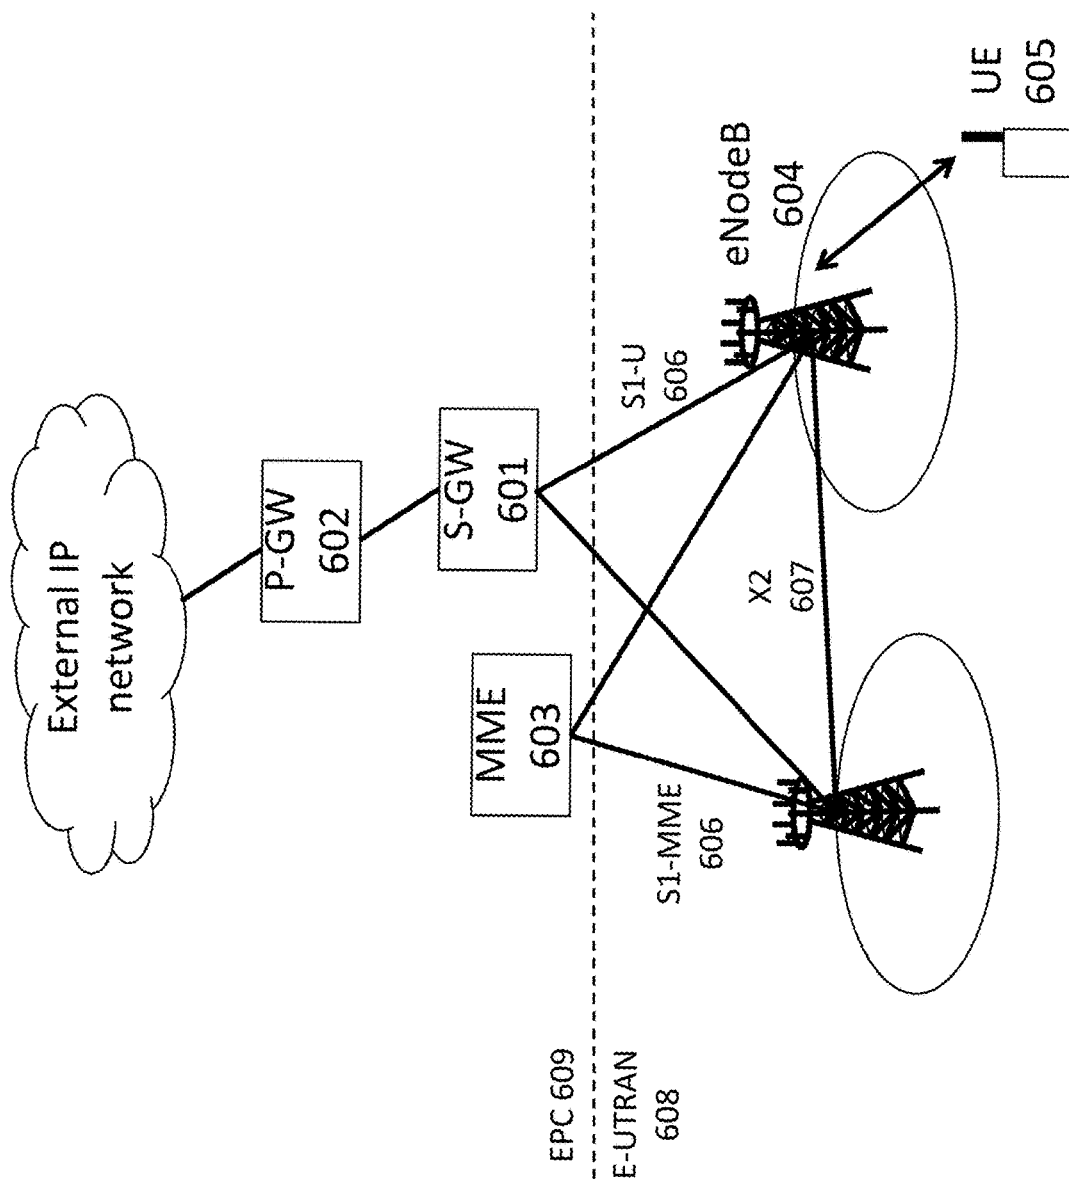 External IP
network
P-GW
602
S-GW
601
MME
603
EPC 609
E-UTRAN
608
S1-U
606
S1-MME
606
X2
607
eNodeB
604
UE
605